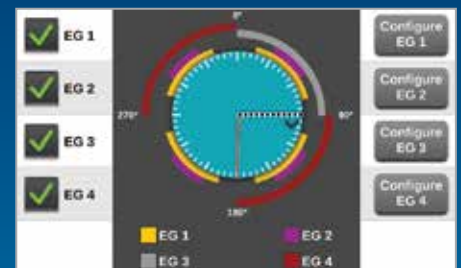 EG 1
EG 2
EG 3
EG 4
0°
270°
90°
180°
EG 1 EG 2
EG 3 EG 4
Configure
EG 1
Configure
EG 2
Configure
EG 3
Configure
EG 4